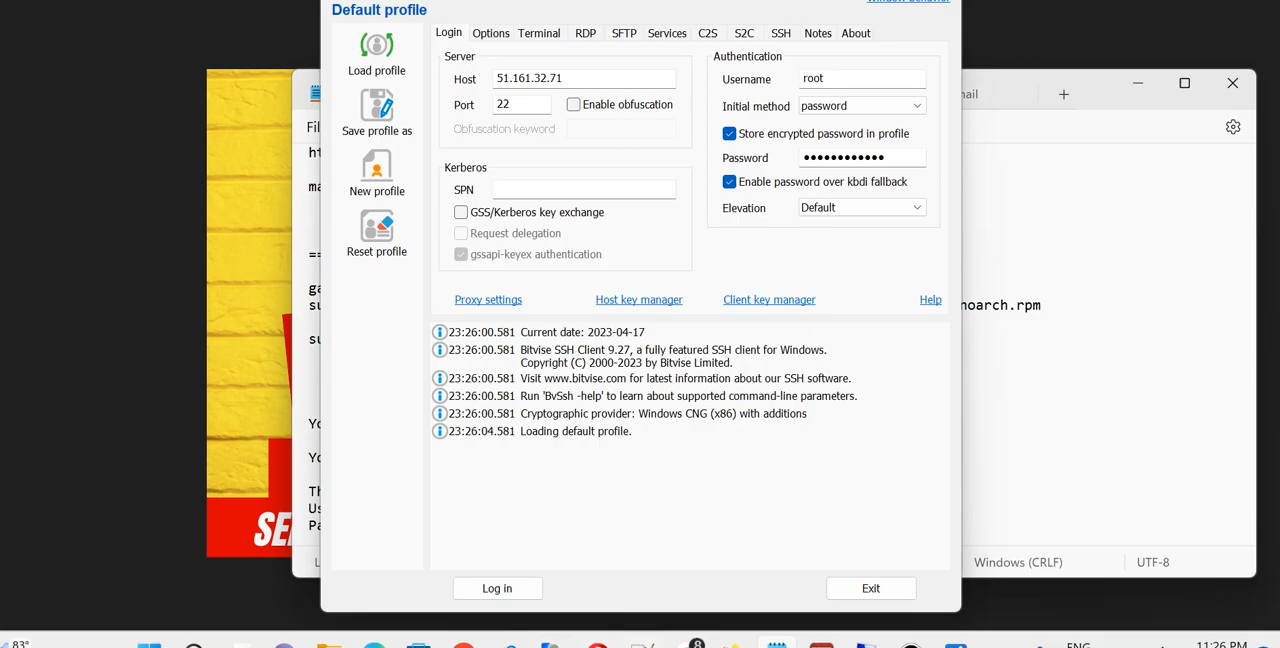 Default profile
Window behavior
Load profile
Save profile as
New profile
Reset profile
Login Options Terminal RDP SFTP Services C2S S2C SSH Notes About
Server
Host 51.161.32.71
Port 22 Enable obfuscation
Obfuscation keyword
Kerberos
SPN
GSS/Kerberos key exchange
Request delegation
gssapi-keyex authentication
Authentication
Username root
Initial method password
Store encrypted password in profile
Password ••••••••••••
Enable password over kbdi fallback
Elevation Default
Proxy settings Host key manager Client key manager Help
23:26:00.581 Current date: 2023-04-17
23:26:00.581 Bitvise SSH Client 9.27, a fully featured SSH client for Windows.
Copyright (C) 2000-2023 by Bitvise Limited.
23:26:00.581 Visit www.bitvise.com for latest information about our SSH software.
23:26:00.581 Run 'BvSsh -help' to learn about supported command-line parameters.
23:26:00.581 Cryptographic provider: Windows CNG (x86) with additions
23:26:04.581 Loading default profile.
Log in Exit
noarch.rpm
Windows (CRLF) UTF-8
83°
ENG
11:26 PM